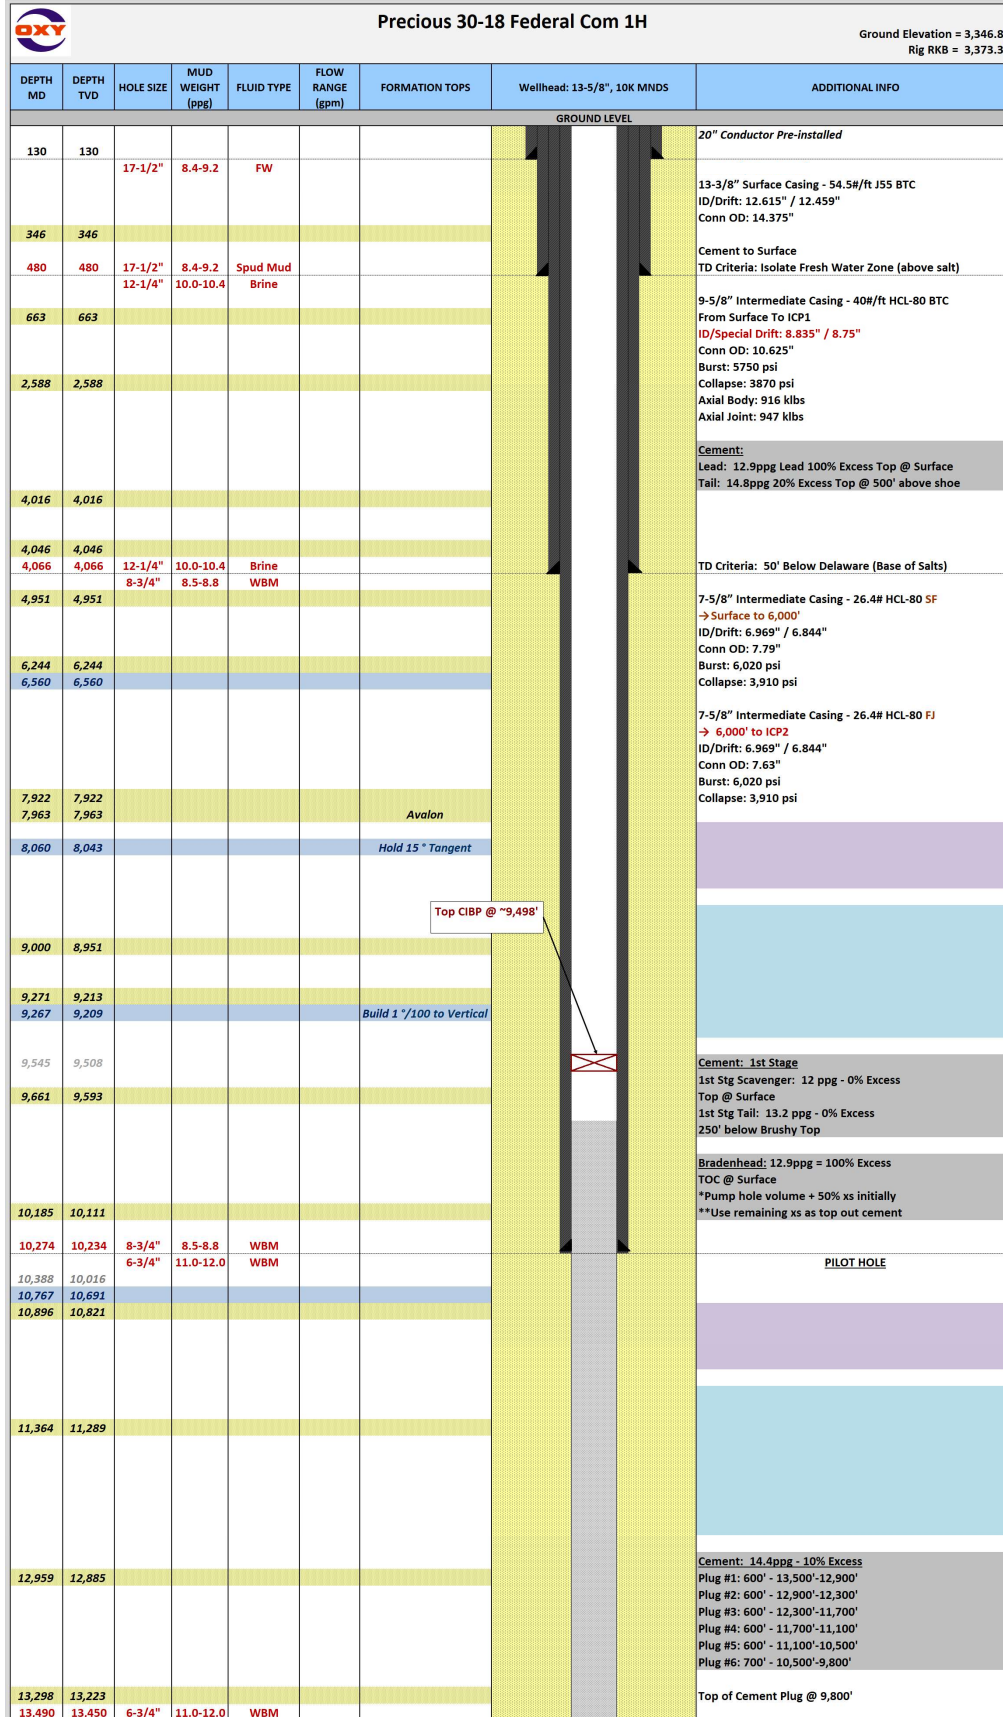 OXY
Precious 30-18 Federal Com 1H
Ground Elevation = 3,346.8
Rig RKB = 3,373.3
DEPTH MD DEPTH TVD HOLE SIZE MUD WEIGHT (ppg) FLUID TYPE FLOW RANGE (gpm) FORMATION TOPS Wellhead: 13-5/8", 10K MNDS ADDITIONAL INFO
GROUND LEVEL
20" Conductor Pre-installed
130 130
17-1/2" 8.4-9.2 FW
13-3/8" Surface Casing - 54.5#/ft J55 BTC
ID/Drift: 12.615" / 12.459"
Conn OD: 14.375"
346 346
Cement to Surface
480 480 17-1/2" 8.4-9.2 Spud Mud TD Criteria: Isolate Fresh Water Zone (above salt)
12-1/4" 10.0-10.4 Brine
9-5/8" Intermediate Casing - 40#/ft HCL-80 BTC
663 663 From Surface To ICP1
ID/Special Drift: 8.835" / 8.75"
Conn OD: 10.625"
Burst: 5750 psi
2,588 2,588 Collapse: 3870 psi
Axial Body: 916 klbs
Axial Joint: 947 klbs
Cement:
Lead: 12.9ppg Lead 100% Excess Top @ Surface
Tail: 14.8ppg 20% Excess Top @ 500' above shoe
4,016 4,016
4,046 4,046
4,066 4,066 12-1/4" 10.0-10.4 Brine TD Criteria: 50' Below Delaware (Base of Salts)
8-3/4" 8.5-8.8 WBM
4,951 4,951 7-5/8" Intermediate Casing - 26.4# HCL-80 SF
→Surface to 6,000'
ID/Drift: 6.969" / 6.844"
Conn OD: 7.79"
6,244 6,244 Burst: 6,020 psi
6,560 6,560 Collapse: 3,910 psi
7-5/8" Intermediate Casing - 26.4# HCL-80 FJ
→ 6,000' to ICP2
ID/Drift: 6.969" / 6.844"
Conn OD: 7.63"
Burst: 6,020 psi
7,922 7,922 Collapse: 3,910 psi
7,963 7,963 Avalon
8,060 8,043 Hold 15 ° Tangent
Top CIBP @ ~9,498'
9,000 8,951
9,271 9,213
9,267 9,209 Build 1 °/100 to Vertical
9,545 9,508 Cement: 1st Stage
1st Stg Scavenger: 12 ppg - 0% Excess
9,661 9,593 Top @ Surface
1st Stg Tail: 13.2 ppg - 0% Excess
250' below Brushy Top
Bradenhead: 12.9ppg = 100% Excess
TOC @ Surface
*Pump hole volume + 50% xs initially
10,185 10,111 **Use remaining xs as top out cement
10,274 10,234 8-3/4" 8.5-8.8 WBM
6-3/4" 11.0-12.0 WBM PILOT HOLE
10,388 10,016
10,767 10,691
10,896 10,821
11,364 11,289
Cement: 14.4ppg - 10% Excess
12,959 12,885 Plug #1: 600' - 13,500'-12,900'
Plug #2: 600' - 12,900'-12,300'
Plug #3: 600' - 12,300'-11,700'
Plug #4: 600' - 11,700'-11,100'
Plug #5: 600' - 11,100'-10,500'
Plug #6: 700' - 10,500'-9,800'
13,298 13,223 Top of Cement Plug @ 9,800'
13,490 13,450 6-3/4" 11.0-12.0 WBM